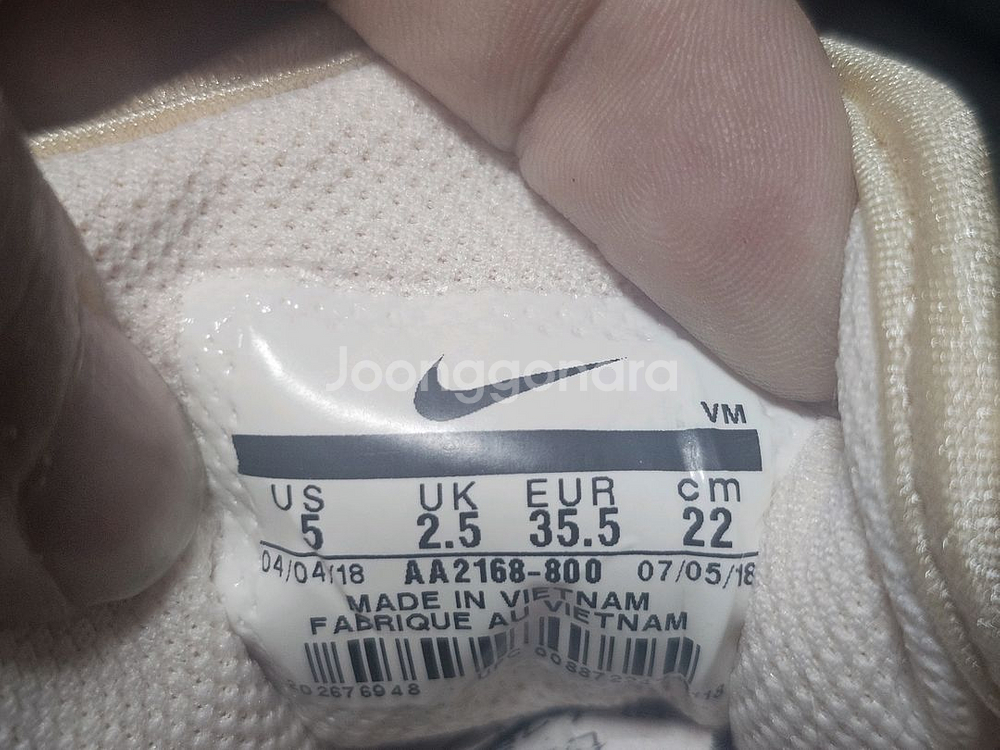 Joonggonara
VM
US UK EUR cm
5 2.5 35.5 22
04/04/18 AA2168-800 07/05/18
MADE IN VIETNAM
FABRIQUE AU VIETNAM